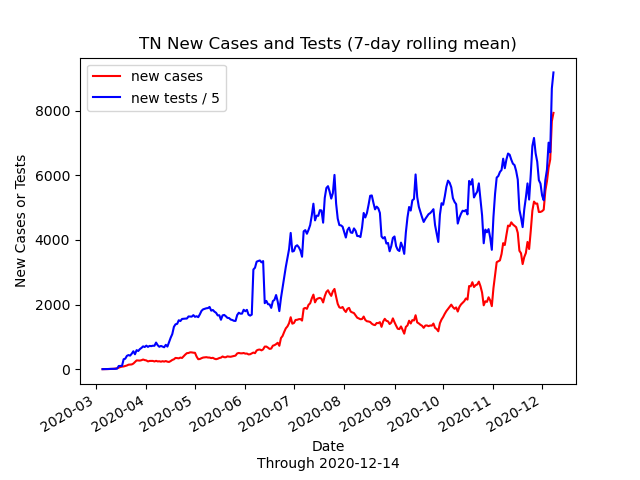 TN New Cases and Tests (7-day rolling mean)
new cases
new tests / 5
8000
6000
4000
2000
0
New Cases or Tests
2020-03
2020-04
2020-05
2020-06
2020-07
2020-08
2020-09
2020-10
2020-11
2020-12
Date
Through 2020-12-14